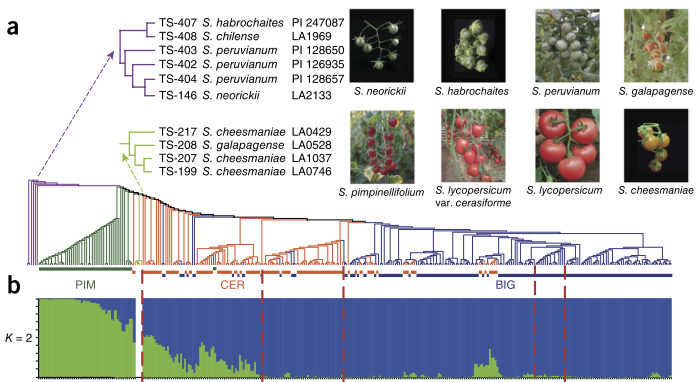 a
TS-407 S. habrochaites PI 247087
TS-408 S. chilense LA1969
TS-403 S. peruvianum PI 128650
TS-402 S. peruvianum PI 126935
TS-404 S. peruvianum PI 128657
TS-146 S. neorickii LA2133
S. neorickii
S. habrochaites
S. peruvianum
S. galapagense
TS-217 S. cheesmaniae LA0429
TS-208 S. galapagense LA0528
TS-207 S. cheesmaniae LA1037
TS-199 S. cheesmaniae LA0746
S. pimpinellifolium
S. lycopersicum
var. cerasiforme
S. lycopersicum
S. cheesmaniae
b
PIM
CER
BIG
K = 2